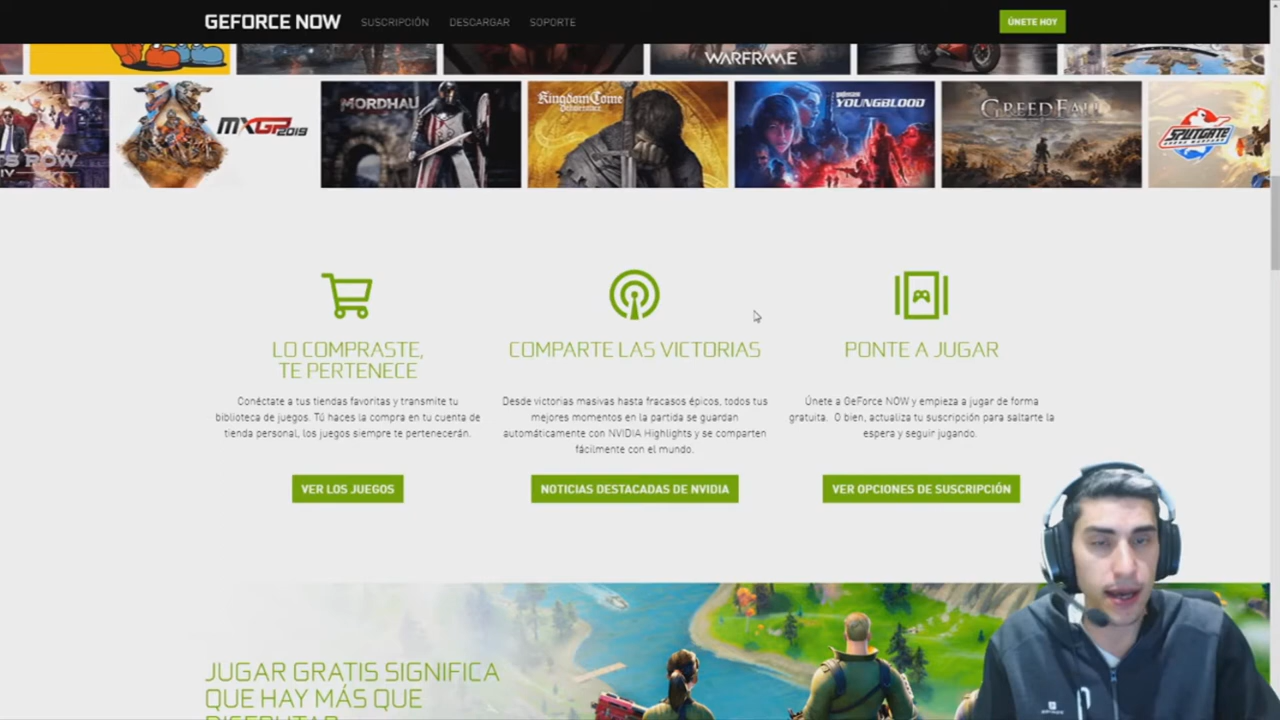 GEFORCE NOW SUSCRIPCIÓN DESCARGAR SOPORTE ÚNETE HOY
WARFRAME
MXGP2019
MORDHAU
KINGDOM COME
DELIVERANCE
YOUNGBLOOD
GREEDFALL
SPLITGATE
LO COMPRASTE,
TE PERTENECE
Conéctate a tus tiendas favoritas y transmite tu
biblioteca de juegos. Tú haces la compra en tu cuenta de
tienda personal, los juegos siempre te pertenecerán.
VER LOS JUEGOS
COMPARTE LAS VICTORIAS
Desde victorias masivas hasta fracasos épicos, todos tus
mejores momentos en la partida se guardan
automáticamente con NVIDIA Highlights y se comparten
fácilmente con el mundo.
NOTICIAS DESTACADAS DE NVIDIA
PONTE A JUGAR
Únete a GeForce NOW y empieza a jugar de forma
gratuita. O bien, actualiza tu suscripción para saltarte la
espera y seguir jugando.
VER OPCIONES DE SUSCRIPCIÓN
JUGAR GRATIS SIGNIFICA
QUE HAY MÁS QUE
DISFRUTAR